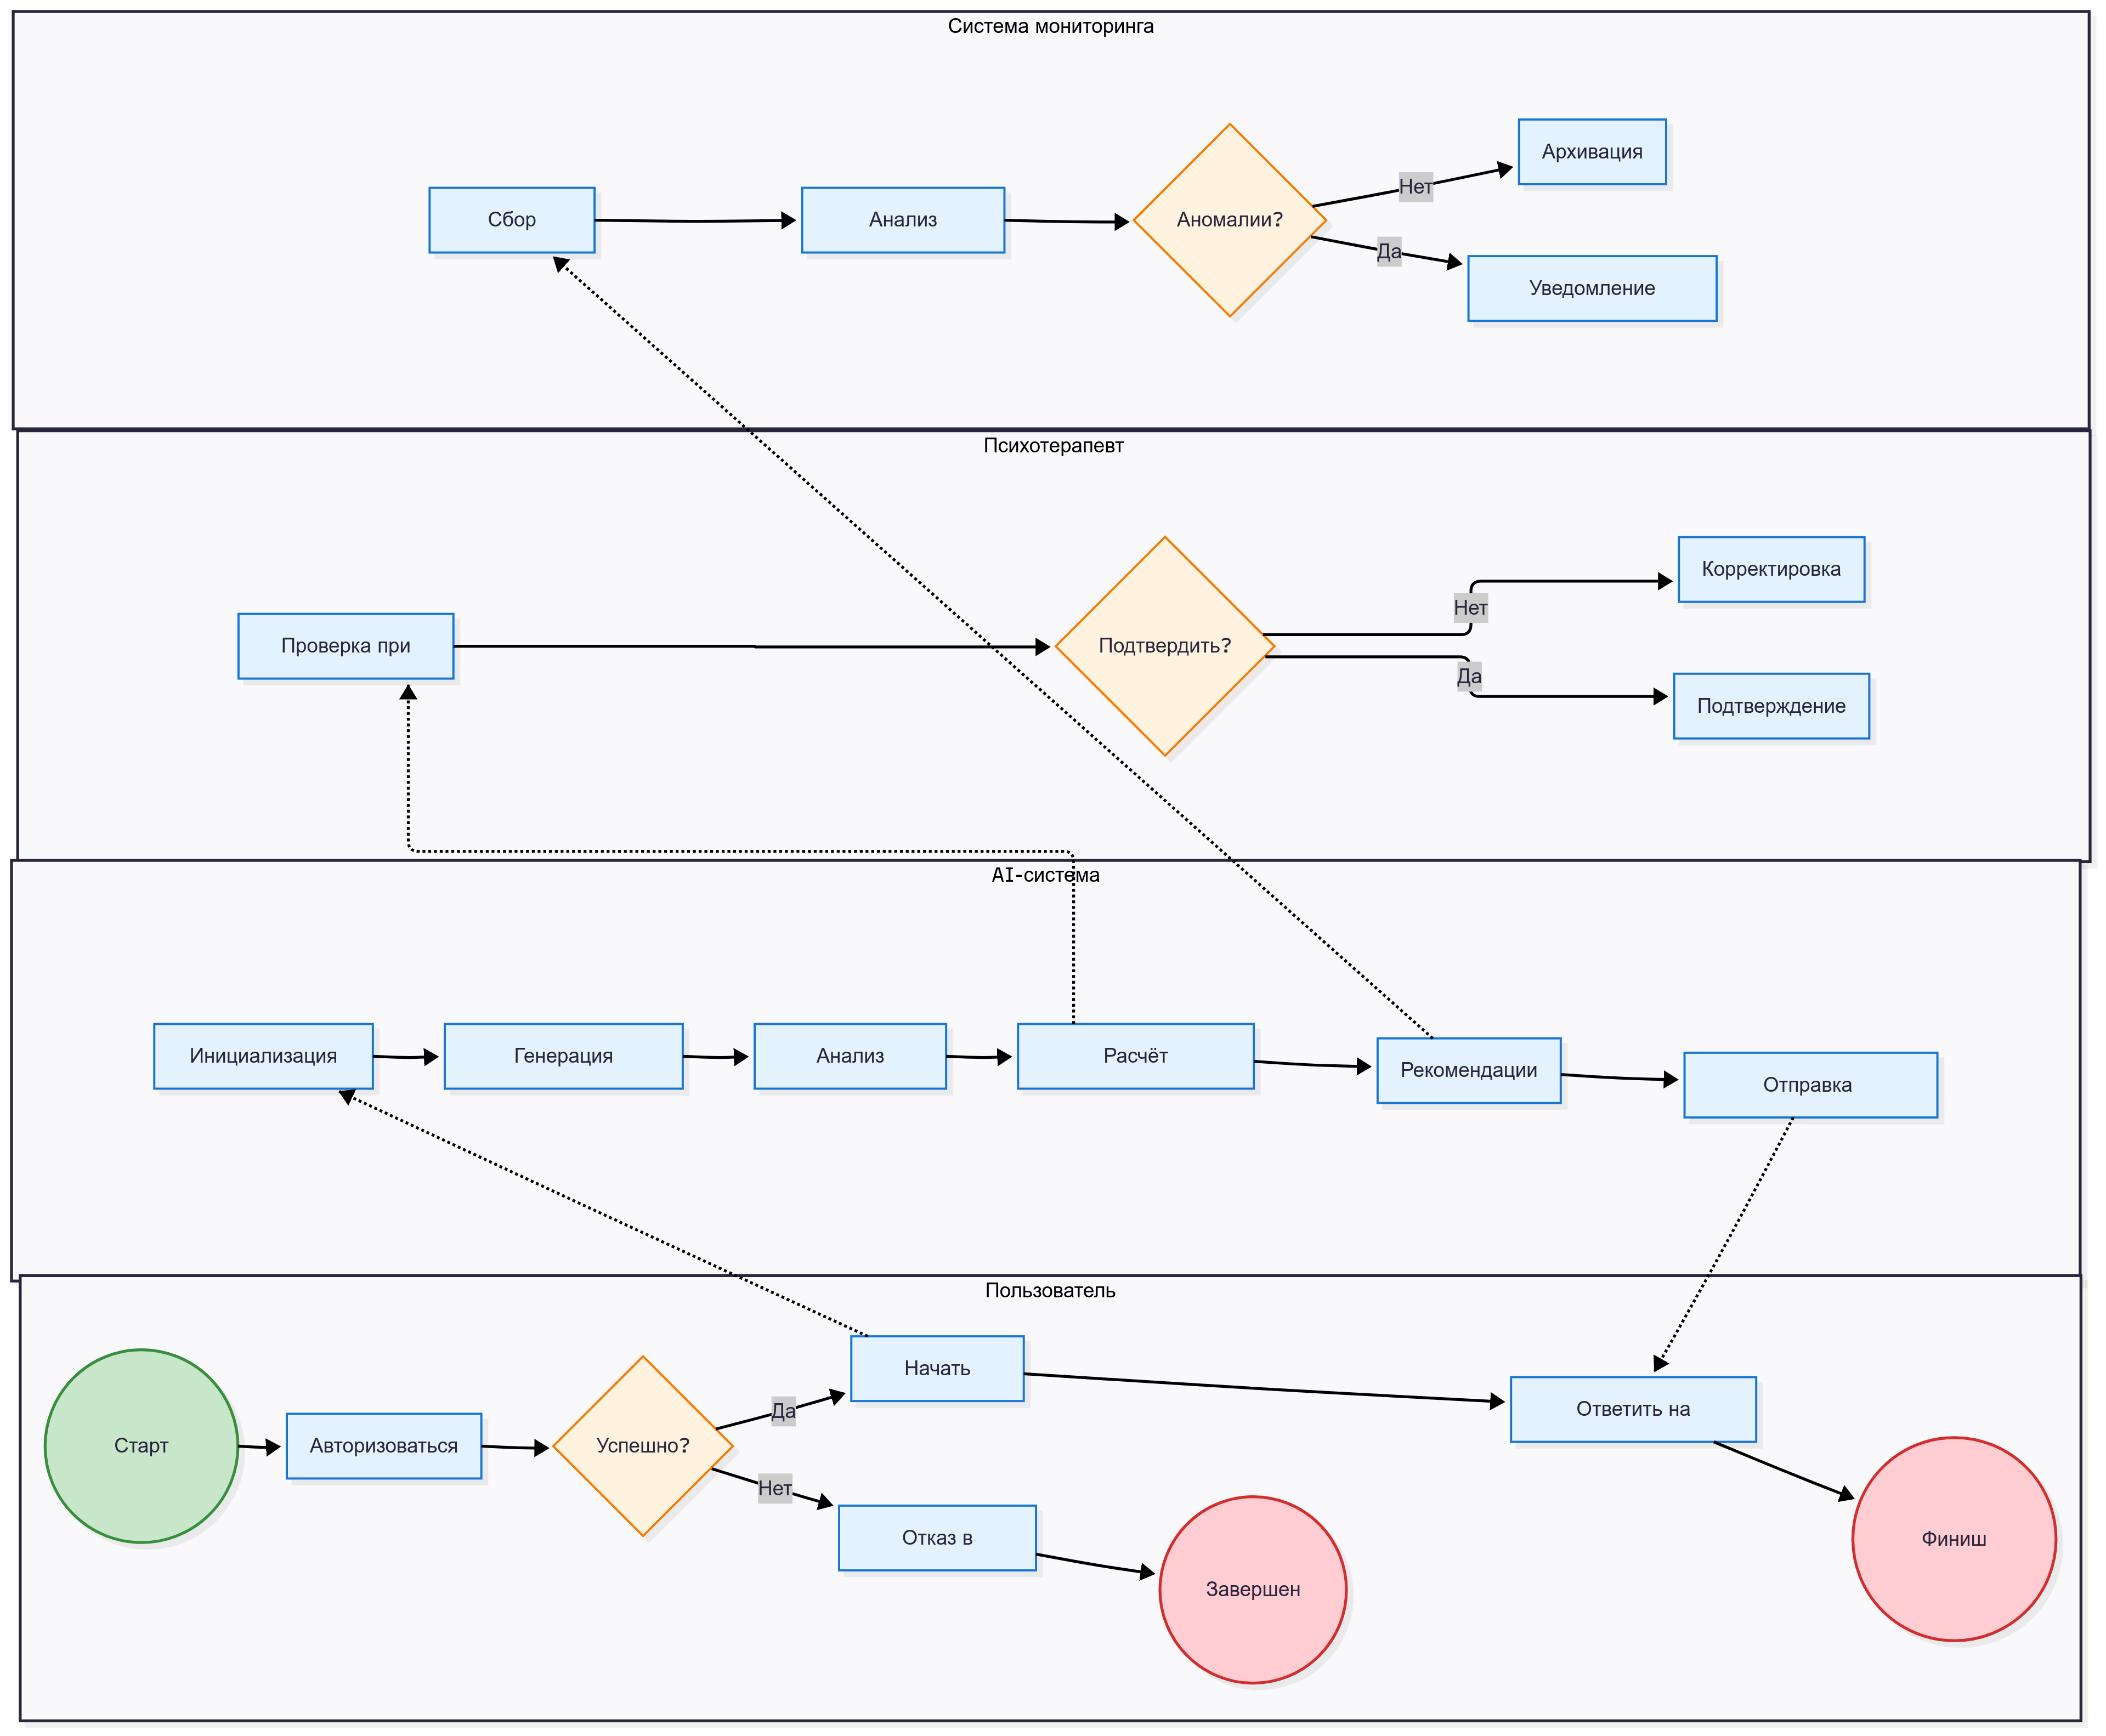 Система мониторинга
Сбор
Анализ
Аномалии?
Нет
Да
Архивация
Уведомление
Психотерапевт
Проверка при
Подтвердить?
Нет
Да
Корректировка
Подтверждение
AI-система
Инициализация
Генерация
Анализ
Расчёт
Рекомендации
Отправка
Пользователь
Старт
Авторизоваться
Успешно?
Да
Нет
Начать
Отказ в
Завершен
Ответить на
Финиш